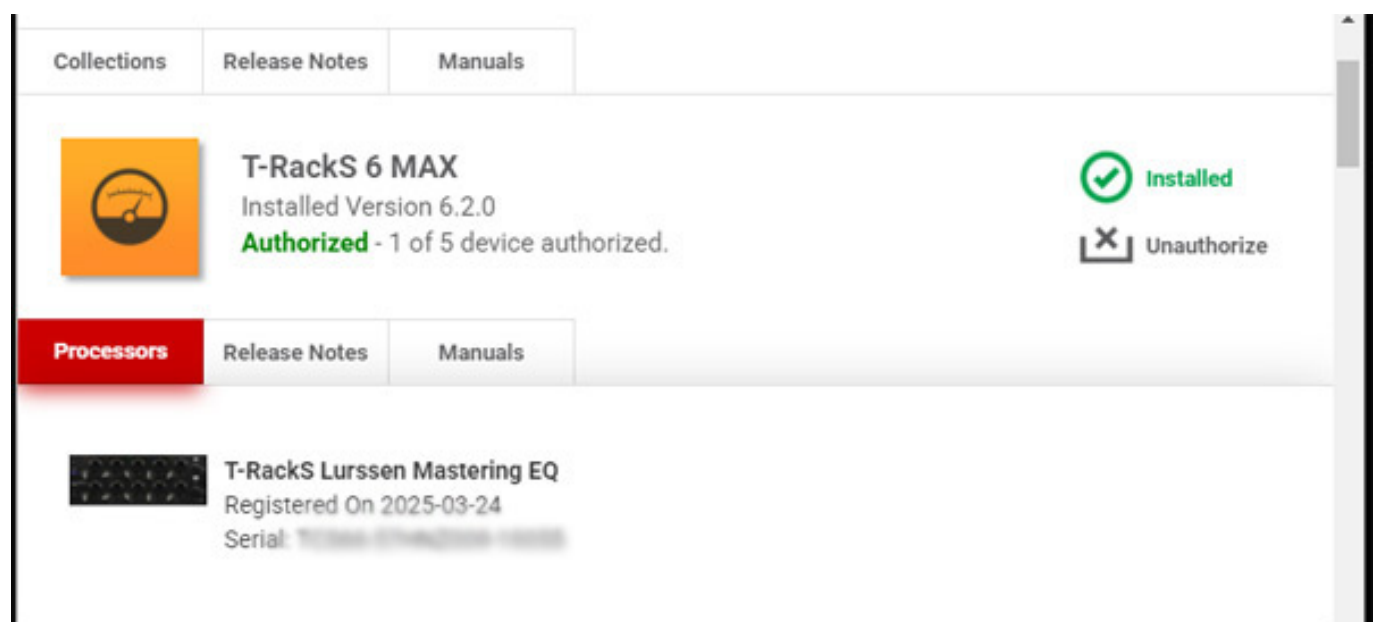 Collections Release Notes Manuals
T-RackS 6 MAX
Installed Version 6.2.0
Authorized - 1 of 5 device authorized.
Installed
Unauthorize
Processors Release Notes Manuals
T-RackS Lurssen Mastering EQ
Registered On 2025-03-24
Serial: